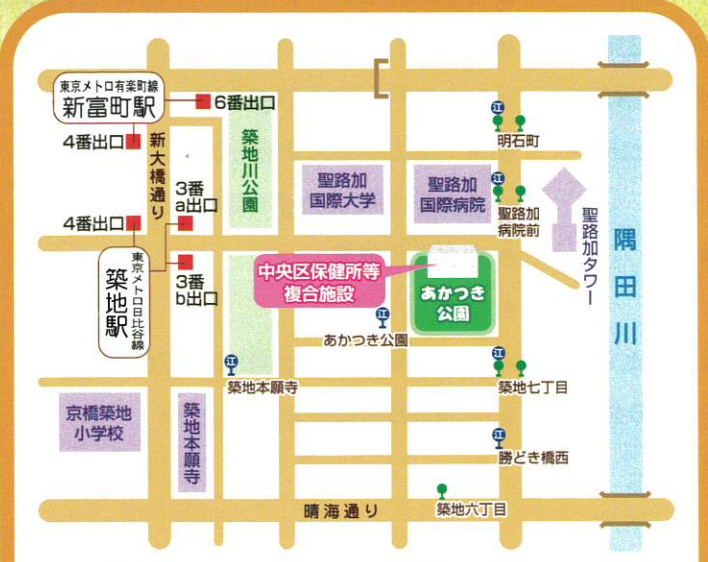 東京メトロ有楽町線
新富町駅
6番出口
4番出口
新大橋通り
築地川公園
江
明石町
3番
a出口
聖路加
国際大学
聖路加
国際病院
江
聖路加
病院前
聖路加タワー
隅田川
4番出口
東京メトロ日比谷線
築地駅
3番
b出口
中央区保健所等
複合施設
あかつき
公園
江
あかつき公園
江
築地本願寺
江
築地七丁目
京橋築地
小学校
築地本願寺
江
勝どき橋西
晴海通り
築地六丁目